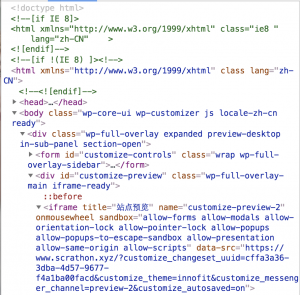 <!doctype html>
<!--[if IE 8]>
<html xmlns="http://www.w3.org/1999/xhtml" class="ie8 "
lang="zh-CN" >
<![endif]-->
<!--[if !(IE 8) ]><!-->
<html xmlns="http://www.w3.org/1999/xhtml" class lang="zh-
CN">
<!--<![endif]-->
<head>…</head>
<body class="wp-core-ui wp-customizer js locale-zh-cn
ready">
<div class="wp-full-overlay expanded preview-desktop
in-sub-panel section-open">
<form id="customize-controls" class="wrap wp-full-
overlay-sidebar">…</form>
<div id="customize-preview" class="wp-full-overlay-
main iframe-ready">
::before
<iframe title="站点预览" name="customize-preview-2"
onmousewheel sandbox="allow-forms allow-modals allow-
orientation-lock allow-pointer-lock allow-popups
allow-popups-to-escape-sandbox allow-presentation
allow-same-origin allow-scripts" data-src="https://
www.scrathon.xyz/?customize_changeset_uuid=cffa3a36-
3dba-4d57-9677-
f4a1ba00facd&customize_theme=innofit&customize_messeng
er_channel=preview-2&customize_autosaved=on"